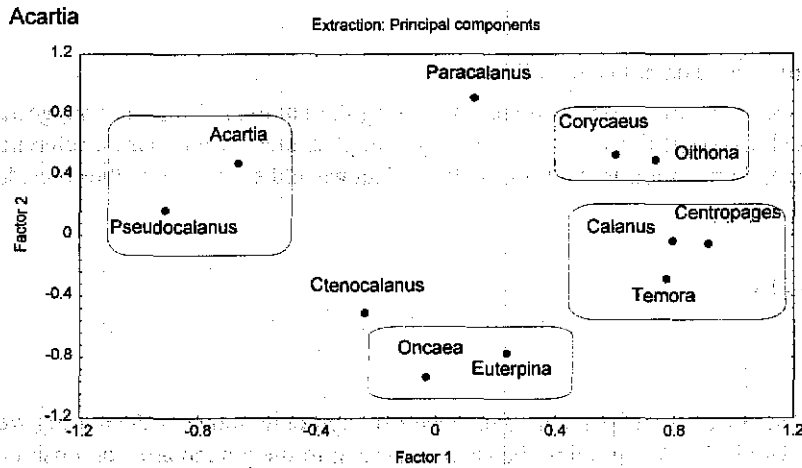 Acartia
Extraction: Principal components
1.2
0.8
0.4
0
-0.4
-0.8
-1.2
Factor 2
Paracalanus
Corycaeus
Oithona
Acartia
Pseudocalanus
Calanus
Centropages
Temora
Ctenocalanus
Oncaea
Euterpina
-1.2
-0.8
-0.4
0
0.4
0.8
1.2
Factor 1